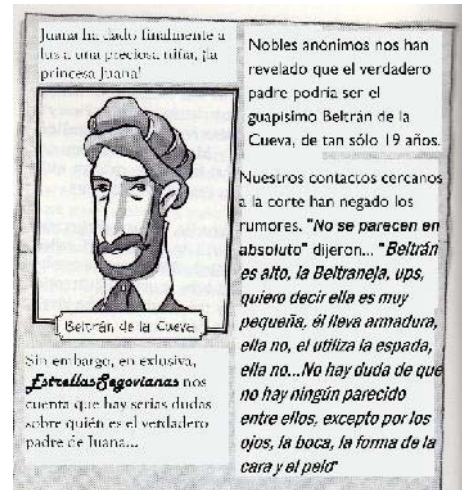 Juana ha dado finalmente a
lus a una preciosa niña, ¡la
princesa Juana!
Beltrán de la Cueva
Sin embargo, en exlusiva,
EstrellasSegovianas nos
cuenta que hay serias dudas
sobre quién es el verdadero
padre de Juana...
Nobles anónimos nos han
revelado que el verdadero
padre podría ser el
guapisimo Beltrán de la
Cueva, de tan sólo 19 años.
Nuestros contactos cercanos
a la corte han negado los
rumores. "No se parecen en
absoluto" dijeron... "Beltrán
es alto, la Beltraneja, ups,
quiero decir ella es muy
pequeña, él lleva armadura,
ella no, el utiliza la espada,
ella no...No hay duda de que
no hay ningún parecido
entre ellos, excepto por los
ojos, la boca, la forma de la
cara y el pelo"